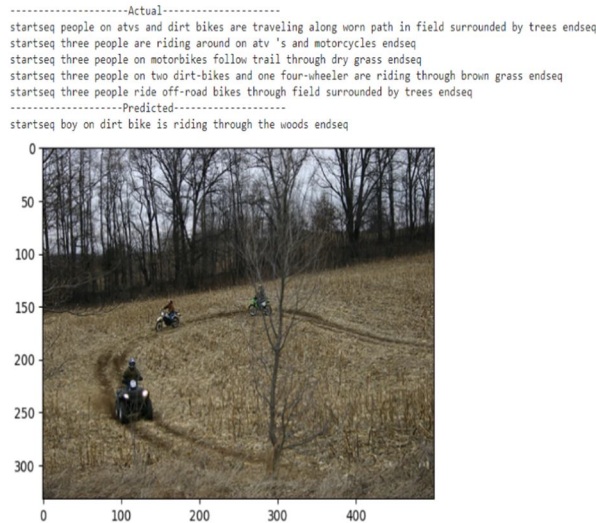 ---------------------Actual---------------------
startseq people on atvs and dirt bikes are traveling along worn path in field surrounded by trees endseq
startseq three people are riding around on atv 's and motorcycles endseq
startseq three people on motorbikes follow trail through dry grass endseq
startseq three people on two dirt-bikes and one four-wheeler are riding through brown grass endseq
startseq three people ride off-road bikes through field surrounded by trees endseq
--------------------Predicted--------------------
startseq boy on dirt bike is riding through the woods endseq
0
50
100
150
200
250
300
0 100 200 300 400